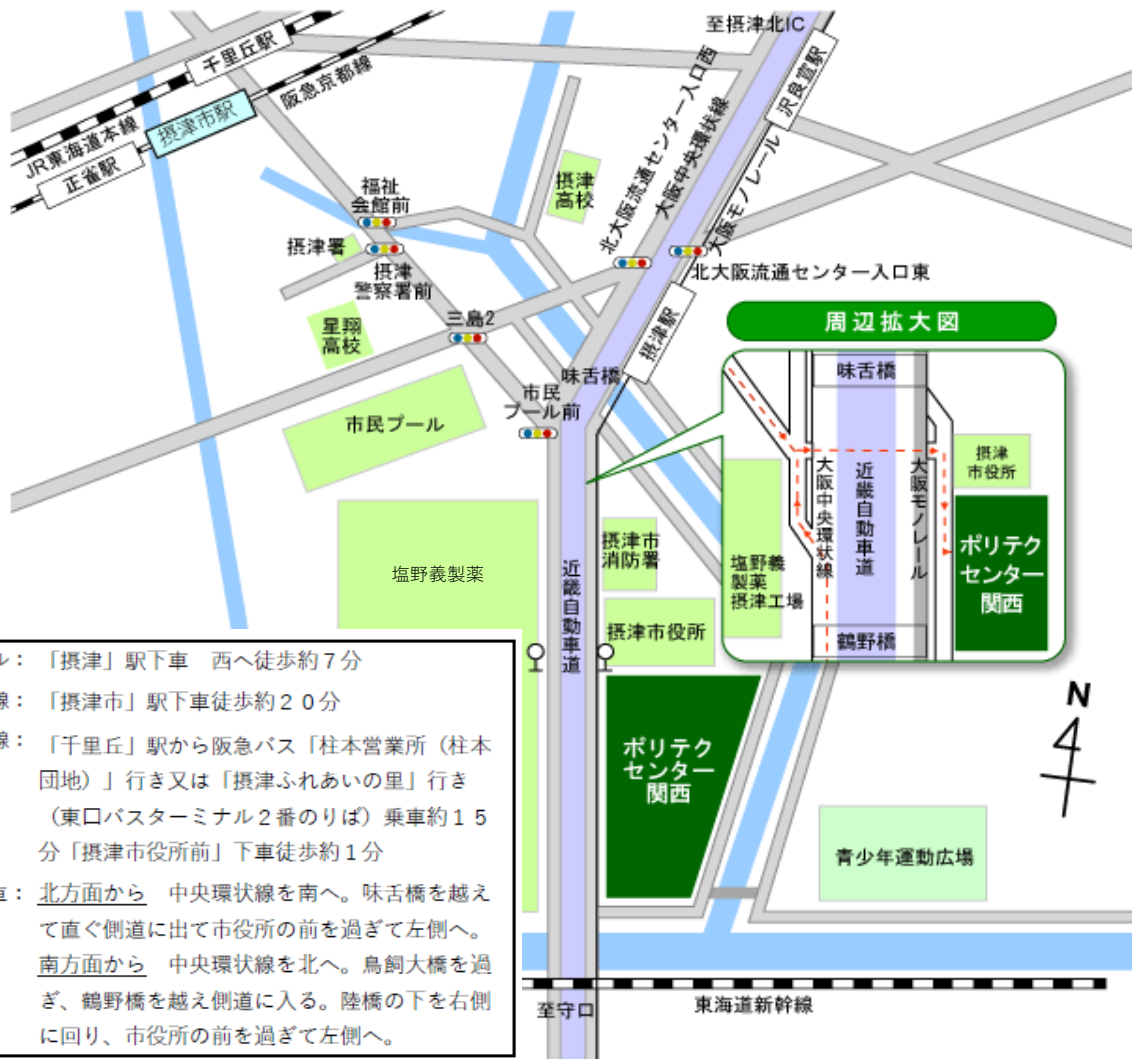 至摂津北IC
千里丘駅
阪急京都線
摂津市駅
JR東海道本線
正雀駅
沢良宜駅
北大阪流通センター入口西
大阪中央環状線
大阪モノレール
摂津
高校
福祉
会館前
摂津署
摂津
警察署前
北大阪流通センター入口東
星翔
高校
三島2
摂津駅
周辺拡大図
味舌橋
市民
プール前
市民プール
味舌橋
大阪中央環状線
近畿自動車道
大阪モノレール
摂津
市役所
ポリテク
センター
関西
塩野義
製薬
摂津工場
鶴野橋
塩野義製薬
近畿自動車道
摂津市
消防署
摂津市役所
ポリテク
センター
関西
N
青少年運動広場
東海道新幹線
至守口
ル： 「摂津」駅下車　西へ徒歩約７分
線： 「摂津市」駅下車徒歩約２０分
線： 「千里丘」駅から阪急バス「柱本営業所（柱本
団地）」行き又は「摂津ふれあいの里」行き
（東口バスターミナル２番のりば）乗車約１５
分「摂津市役所前」下車徒歩約１分
車： 北方面から　中央環状線を南へ。味舌橋を越え
て直ぐ側道に出て市役所の前を過ぎて左側へ。
南方面から　中央環状線を北へ。鳥飼大橋を過
ぎ、鶴野橋を越え側道に入る。陸橋の下を右側
に回り、市役所の前を過ぎて左側へ。